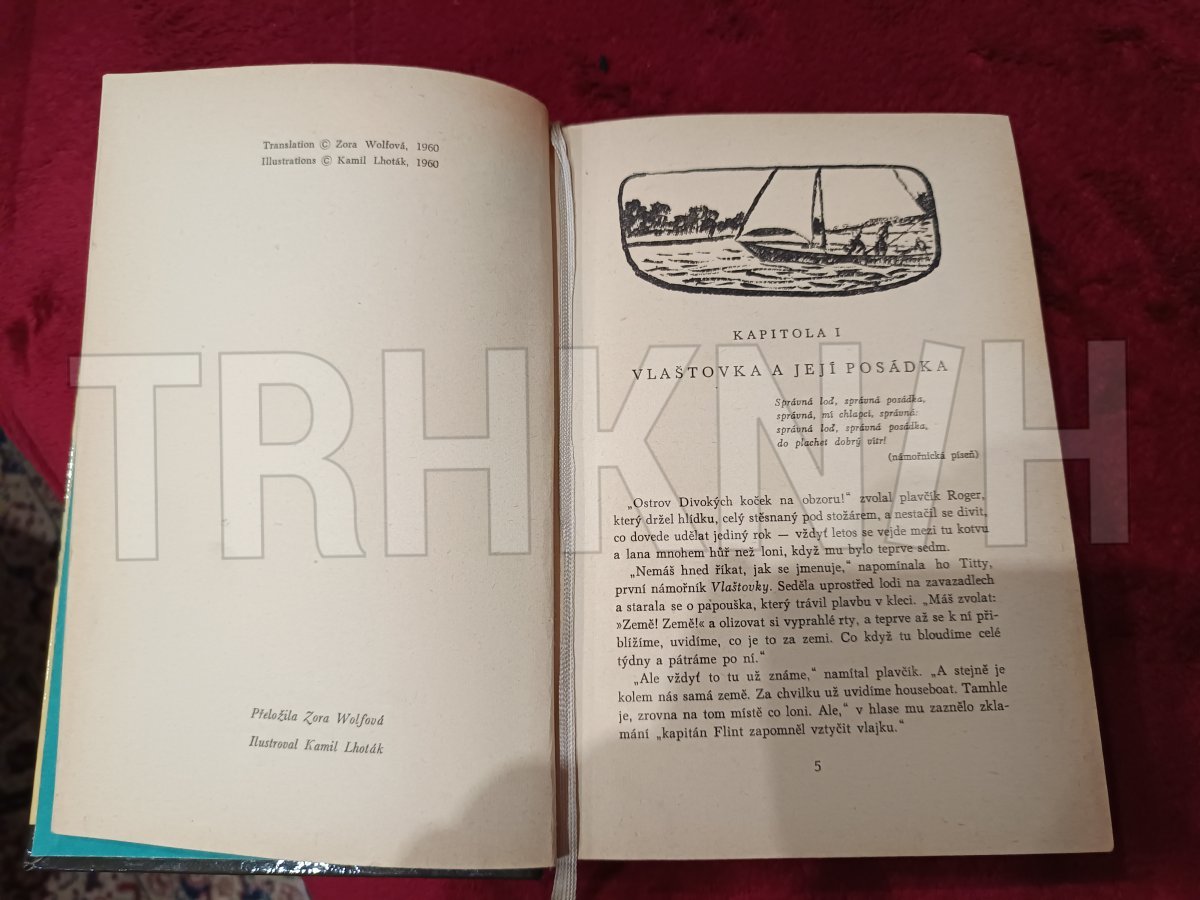 Translation © Zora Wolfová, 1960
Illustrations © Kamil Lhoták, 1960
Přeložila Zora Wolfová
Ilustroval Kamil Lhoták
KAPITOLA I
VLAŠTOVKA A JEJÍ POSÁDKA
Správná loď, správná posádka,
správná, mí chlapci, správná:
správná loď, správná posádka,
do plachet dobrý vítr!
(námořnická píseň)
„Ostrov Divokých koček na obzoru!“ zvolal plavčík Roger,
který držel hlídku, celý stěsnaný pod stožárem, a nestačil se divit,
co dovede udělat jediný rok — vždyť letos se vejde mezi tu kotvu
a lana mnohem hůř než loni, když mu bylo teprve sedm.
„Nemáš hned říkat, jak se jmenuje,“ napomínala ho Titty,
první námořník Vlaštovky. Seděla uprostřed lodi na zavazadlech
a starala se o papouška, který trávil plavbu v kleci. „Máš zvolat:
»Země! Země!« a olizovat si vyprahlé rty, a teprve až se k ní při-
blížíme, uvidíme, co je to za zemi. Co když tu bloudíme celé
týdny a pátráme po ní.“
„Ale vždyť to tu už známe,“ namítal plavčík. „A stejně je
kolem nás samá země. Za chvilku už uvidíme houseboat. Tamhle
je, zrovna na tom místě co loni. Ale,“ v hlase mu zaznělo zkla-
mání „kapitán Flint zapomněl vztyčit vlajku.“
5
TRHKNIH